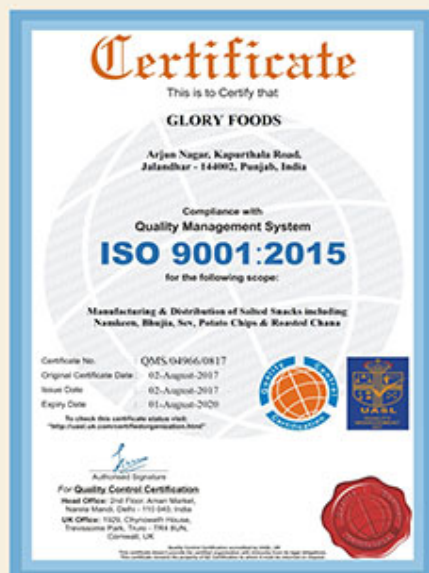 Certificate
This is to Certify that
GLORY FOODS
Arjun Nagar, Kapurthala Road,
Jalandhar - 144002, Punjab, India
Compliance with
Quality Management System
ISO 9001:2015
for the following scope:
Manufacturing & Distribution of Salted Snacks including
Namkeen, Bhujia, Sev, Potato Chips & Roasted Chana
Certificate No. : QMS/04966/0817
Original Certificate Date : 02-August-2017
Issue Date : 02-August-2017
Expiry Date : 01-August-2020
To check this certificate status visit:
"http://uasl.uk.com/certifiedorganisation.html"
Quality Control
Certification
UASL
Authorised Signature
For Quality Control Certification
Head Office: 2nd Floor, Aman Market,
Narela Mandi, Delhi - 110 040, India
UK Office: 1929, Chynoweth House,
Trevissome Park, Truro - TR4 8UN,
Cornwall, UK